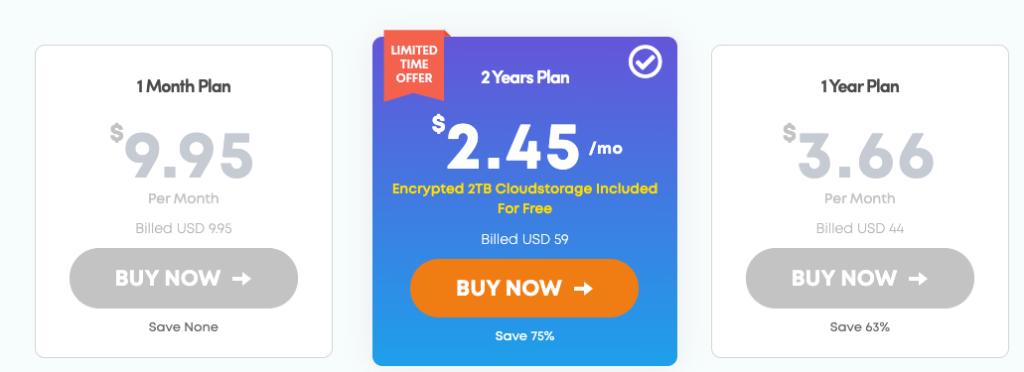 1 Month Plan
$9.95
Per Month
Billed USD 9.95
BUY NOW →
Save None
LIMITED
TIME
OFFER
2 Years Plan
$2.45 /mo
Encrypted 2TB Cloudstorage Included
For Free
Billed USD 59
BUY NOW →
Save 75%
1 Year Plan
$3.66
Per Month
Billed USD 44
BUY NOW →
Save 63%